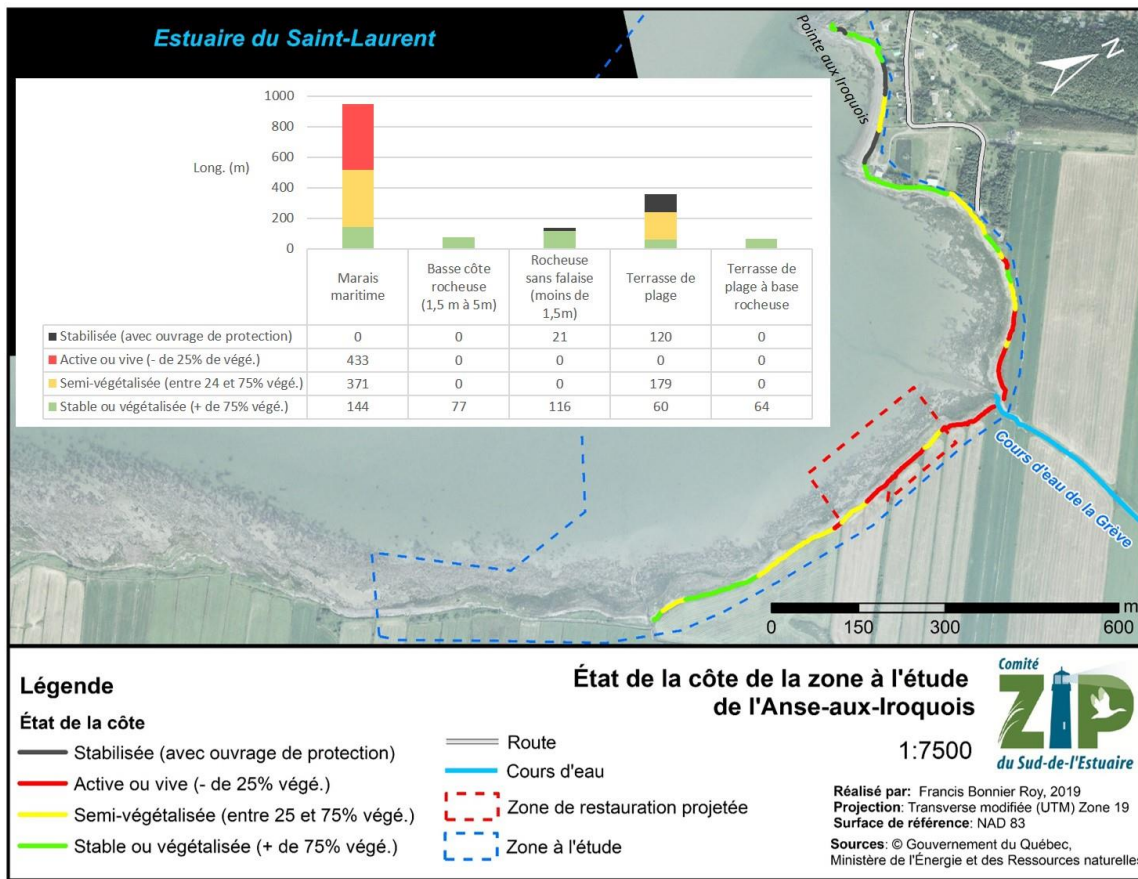 Estuaire du Saint-Laurent
Pointe aux Iroquois
N
1000
800
Long. (m)
600
400
200
0
Marais maritime
Basse côte rocheuse (1,5 m à 5m)
Rocheuse sans falaise (moins de 1,5m)
Terrasse de plage
Terrasse de plage à base rocheuse
Stabilisée (avec ouvrage de protection) 0 0 21 120 0
Active ou vive (- de 25% de végé.) 433 0 0 0 0
Semi-végétalisée (entre 24 et 75% végé.) 371 0 0 179 0
Stable ou végétalisée (+ de 75% végé.) 144 77 116 60 64
Cours d'eau de la Grève
m
0 150 300 600
Légende
État de la côte
Stabilisée (avec ouvrage de protection)
Active ou vive (- de 25% végé.)
Semi-végétalisée (entre 25 et 75% végé.)
Stable ou végétalisée (+ de 75% végé.)
Route
Cours d'eau
Zone de restauration projetée
Zone à l'étude
État de la côte de la zone à l'étude
de l'Anse-aux-Iroquois
1:7500
Comité
ZIP
du Sud-de-l'Estuaire
Réalisé par: Francis Bonnier Roy, 2019
Projection: Transverse modifiée (UTM) Zone 19
Surface de référence: NAD 83
Sources: © Gouvernement du Québec,
Ministère de l'Énergie et des Ressources naturelles